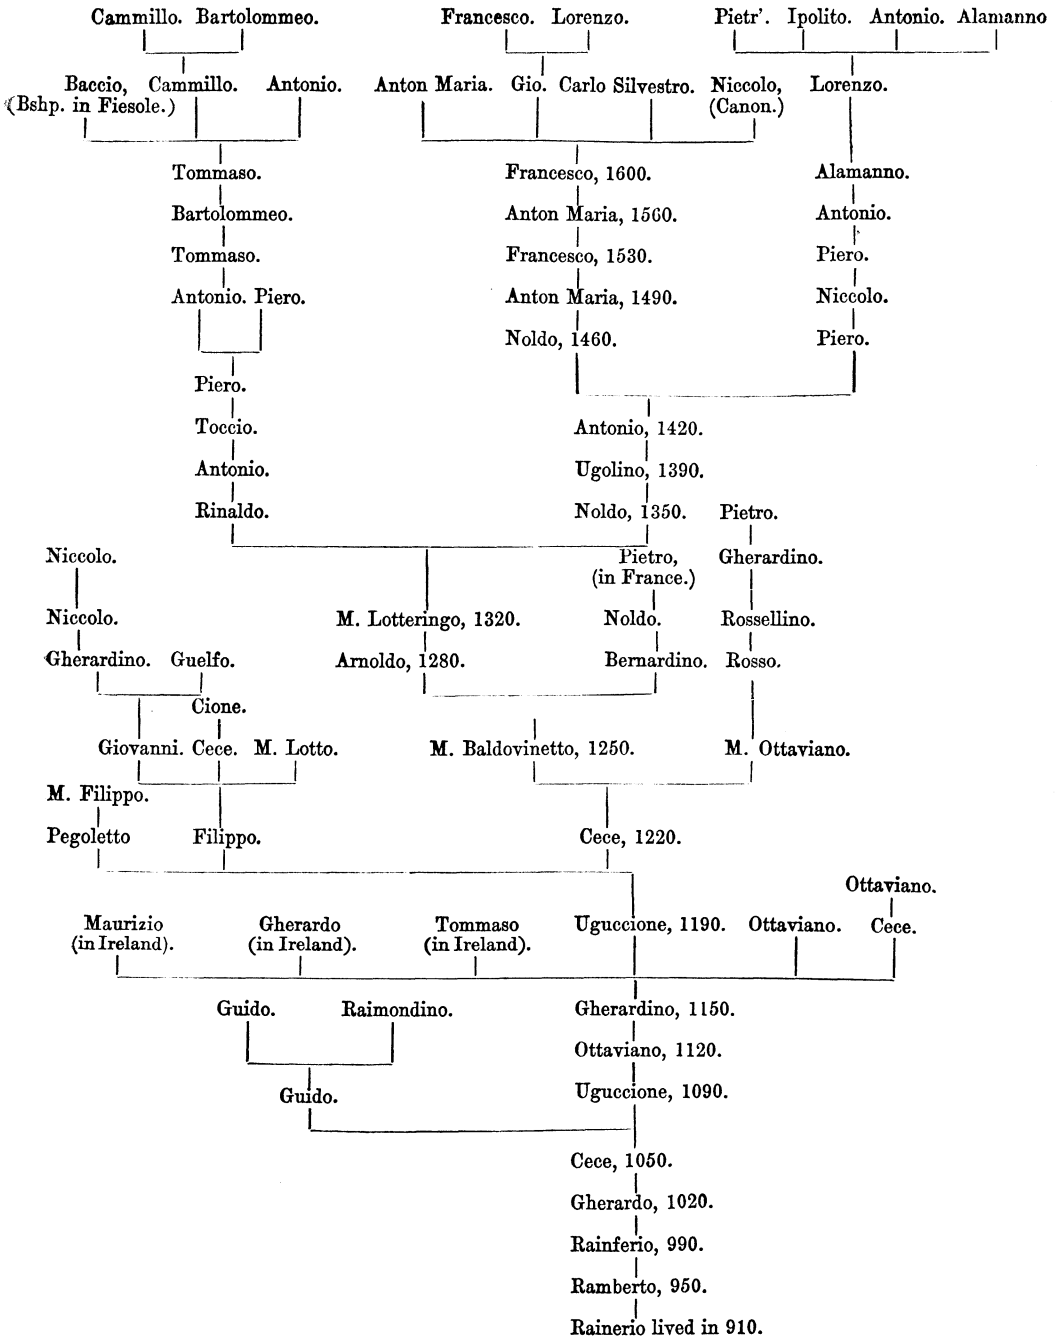 Cammillo. Bartolommeo. Francesco. Lorenzo. Pietr'. Ipolito. Antonio. Alamanno
Baccio, Cammillo. Antonio. Anton Maria. Gio. Carlo Silvestro. Niccolo, Lorenzo.
(Bshp. in Fiesole.) (Canon.)
Tommaso. Francesco, 1600. Alamanno.
Bartolommeo. Anton Maria, 1560. Antonio.
Tommaso. Francesco, 1530. Piero.
Antonio. Piero. Anton Maria, 1490. Niccolo.
Noldo, 1460. Piero.
Piero.
Toccio. Antonio, 1420.
Antonio. Ugolino, 1390.
Rinaldo. Noldo, 1350. Pietro.
Niccolo. Pietro, Gherardino.
(in France.)
Niccolo. M. Lotteringo, 1320. Noldo. Rossellino.
Gherardino. Guelfo. Arnoldo, 1280. Bernardino. Rosso.
Cione.
Giovanni. Cece. M. Lotto. M. Baldovinetto, 1250. M. Ottaviano.
M. Filippo.
Pegoletto Filippo. Cece, 1220.
Ottaviano.
Maurizio Gherardo Tommaso Uguccione, 1190. Ottaviano. Cece.
(in Ireland). (in Ireland). (in Ireland).
Guido. Raimondino. Gherardino, 1150.
Ottaviano, 1120.
Guido. Uguccione, 1090.
Cece, 1050.
Gherardo, 1020.
Rainferio, 990.
Ramberto, 950.
Rainerio lived in 910.